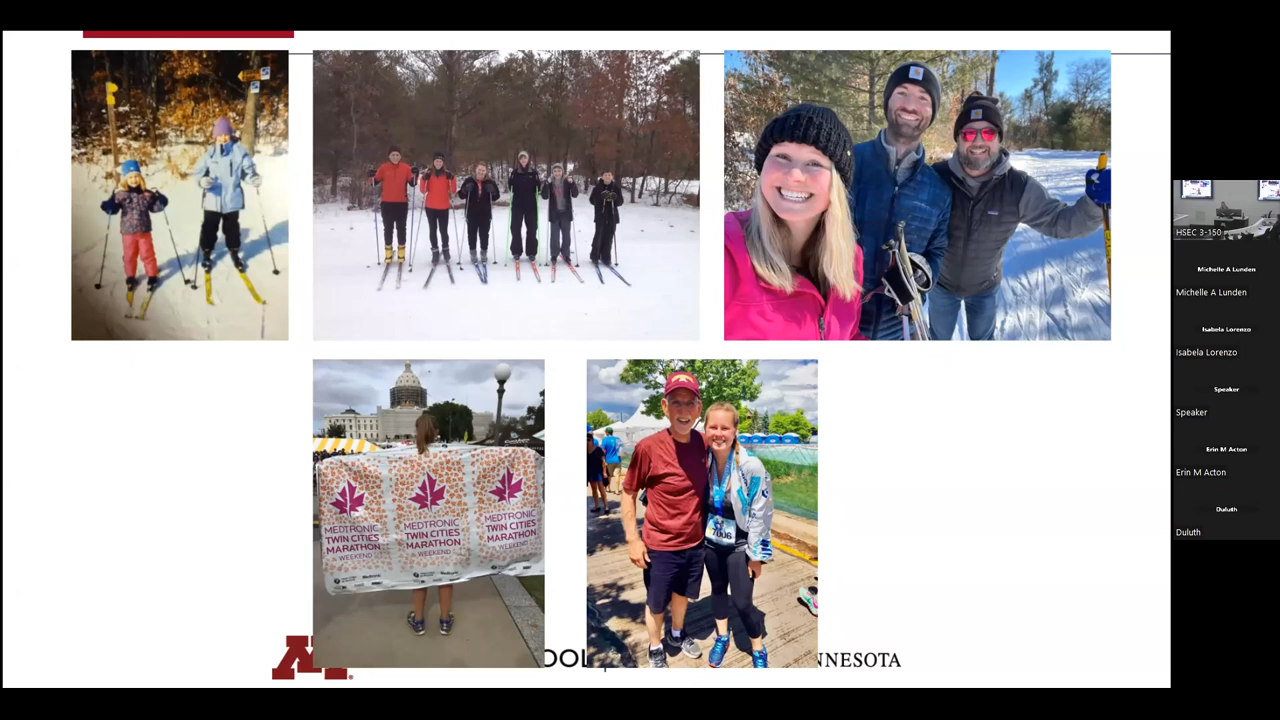 MEDTRONIC
TWIN CITIES
MARATHON
WEEKEND
MEDTRONIC
TWIN CITIES
MARATHON
WEEKEND
MEDTRONIC
TWIN CITIES
MARATHON
WEEKEND
7006
OOL
NNESOTA
HSEC 3-150
Michelle A Lunden
Michelle A Lunden
Isabela Lorenzo
Isabela Lorenzo
Speaker
Speaker
Erin M Acton
Erin M Acton
Duluth
Duluth